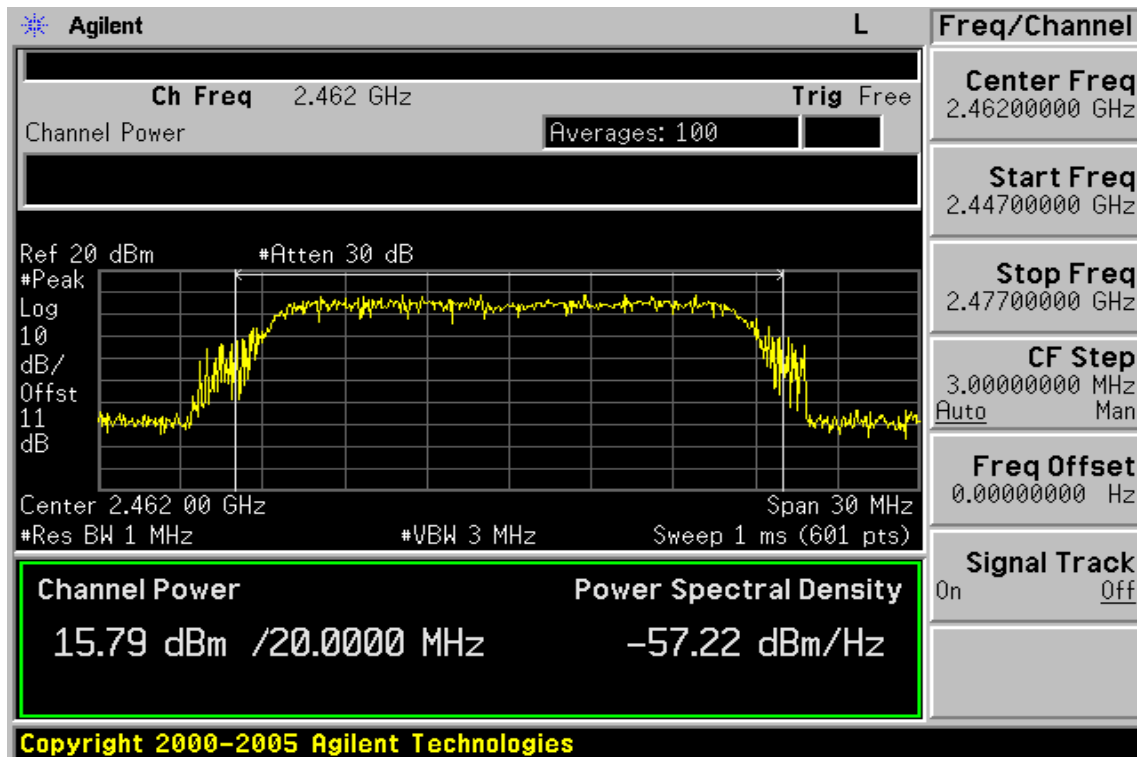 Agilent L Freq/Channel
Ch Freq 2.462 GHz Trig Free
Channel Power Averages: 100
Ref 20 dBm #Atten 30 dB
#Peak
Log
10
dB/
Offst
11
dB
Center 2.462 00 GHz Span 30 MHz
#Res BW 1 MHz #VBW 3 MHz Sweep 1 ms (601 pts)
Channel Power Power Spectral Density
15.79 dBm /20.0000 MHz -57.22 dBm/Hz
Center Freq
2.46200000 GHz
Start Freq
2.44700000 GHz
Stop Freq
2.47700000 GHz
CF Step
3.00000000 MHz
Auto Man
Freq Offset
0.00000000 Hz
Signal Track
On Off
Copyright 2000-2005 Agilent Technologies